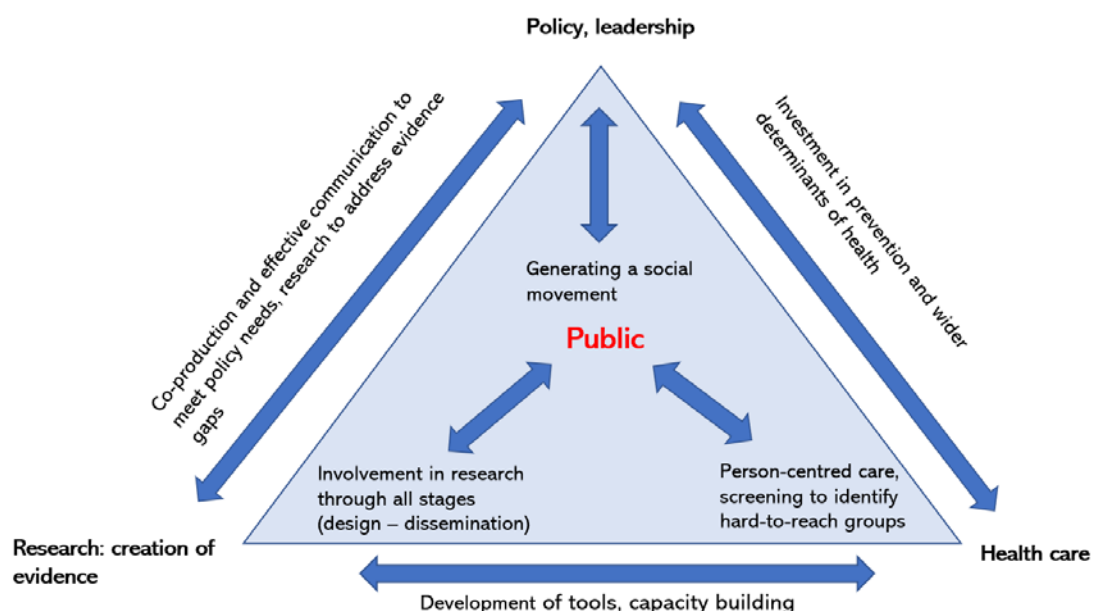 Policy, leadership
Co-production and effective communication to
meet policy needs, research to address evidence
gaps
Investment in prevention and wider
determinants of health
Generating a social
movement
Public
Involvement in research
through all stages
(design – dissemination)
Person-centred care,
screening to identify
hard-to-reach groups
Research: creation of
evidence
Health care
Development of tools, capacity building